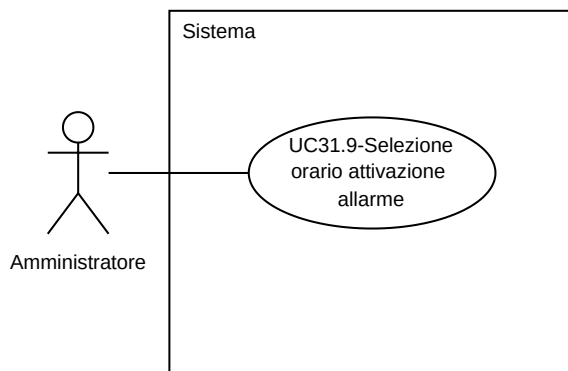 Sistema
UC31.9-Selezione
orario attivazione
allarme
Amministratore